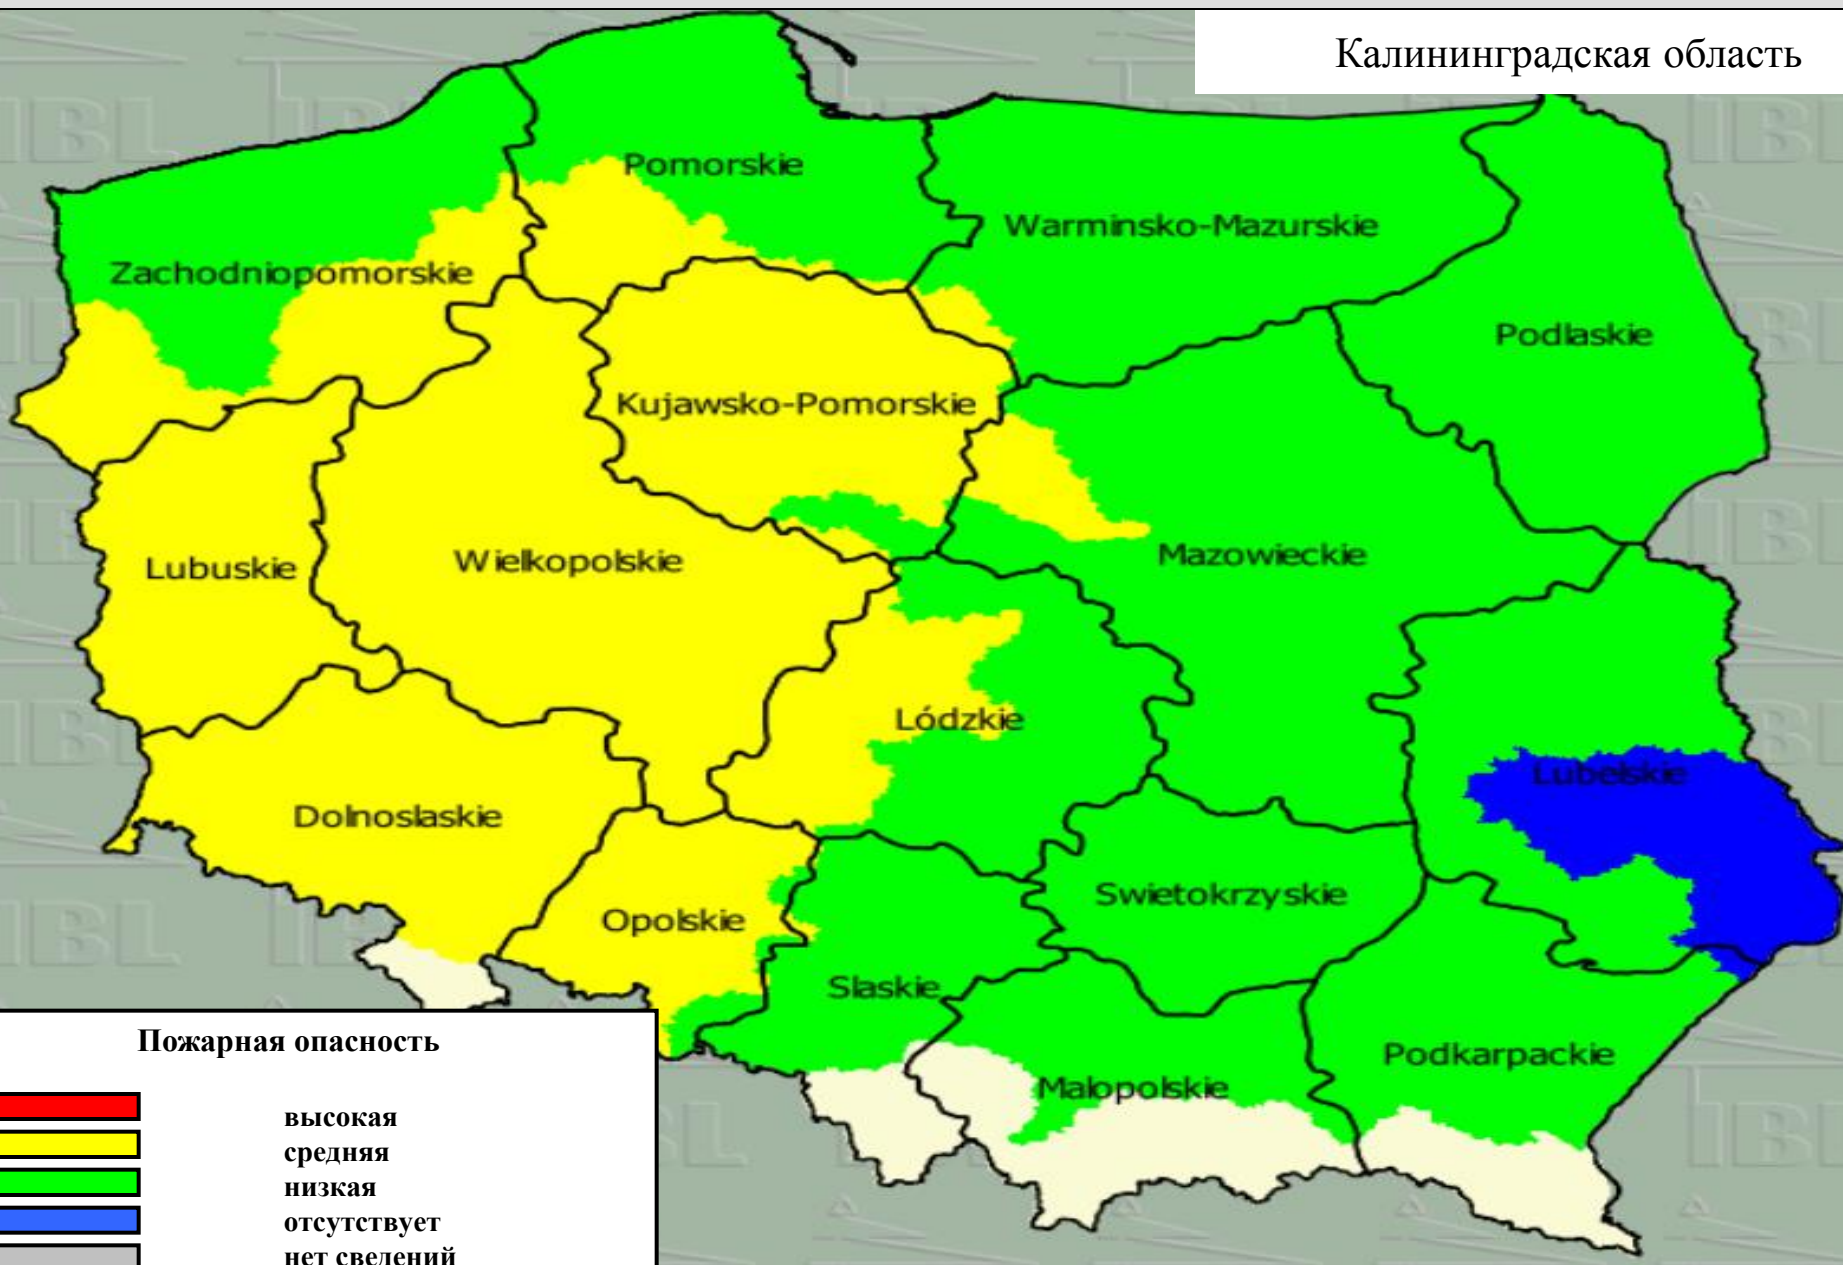 Калининградская область
Pomorskie
Warminsko-Mazurskie
Zachodniopomorskie
Podlaskie
Kujawsko-Pomorskie
Lubuskie
Wielkopolskie
Mazowieckie
Lódzkie
Lubelskie
Dolnoslaskie
Swietokrzyskie
Opolskie
Slaskie
Podkarpackie
Malopolskie
Пожарная опасность
высокая
средняя
низкая
отсутствует
нет сведений
IBL